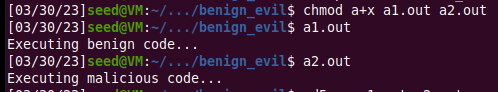 [03/30/23]seed@VM:~/.../benign_evil$ chmod a+x a1.out a2.out
[03/30/23]seed@VM:~/.../benign_evil$ a1.out
Executing benign code...
[03/30/23]seed@VM:~/.../benign_evil$ a2.out
Executing malicious code...